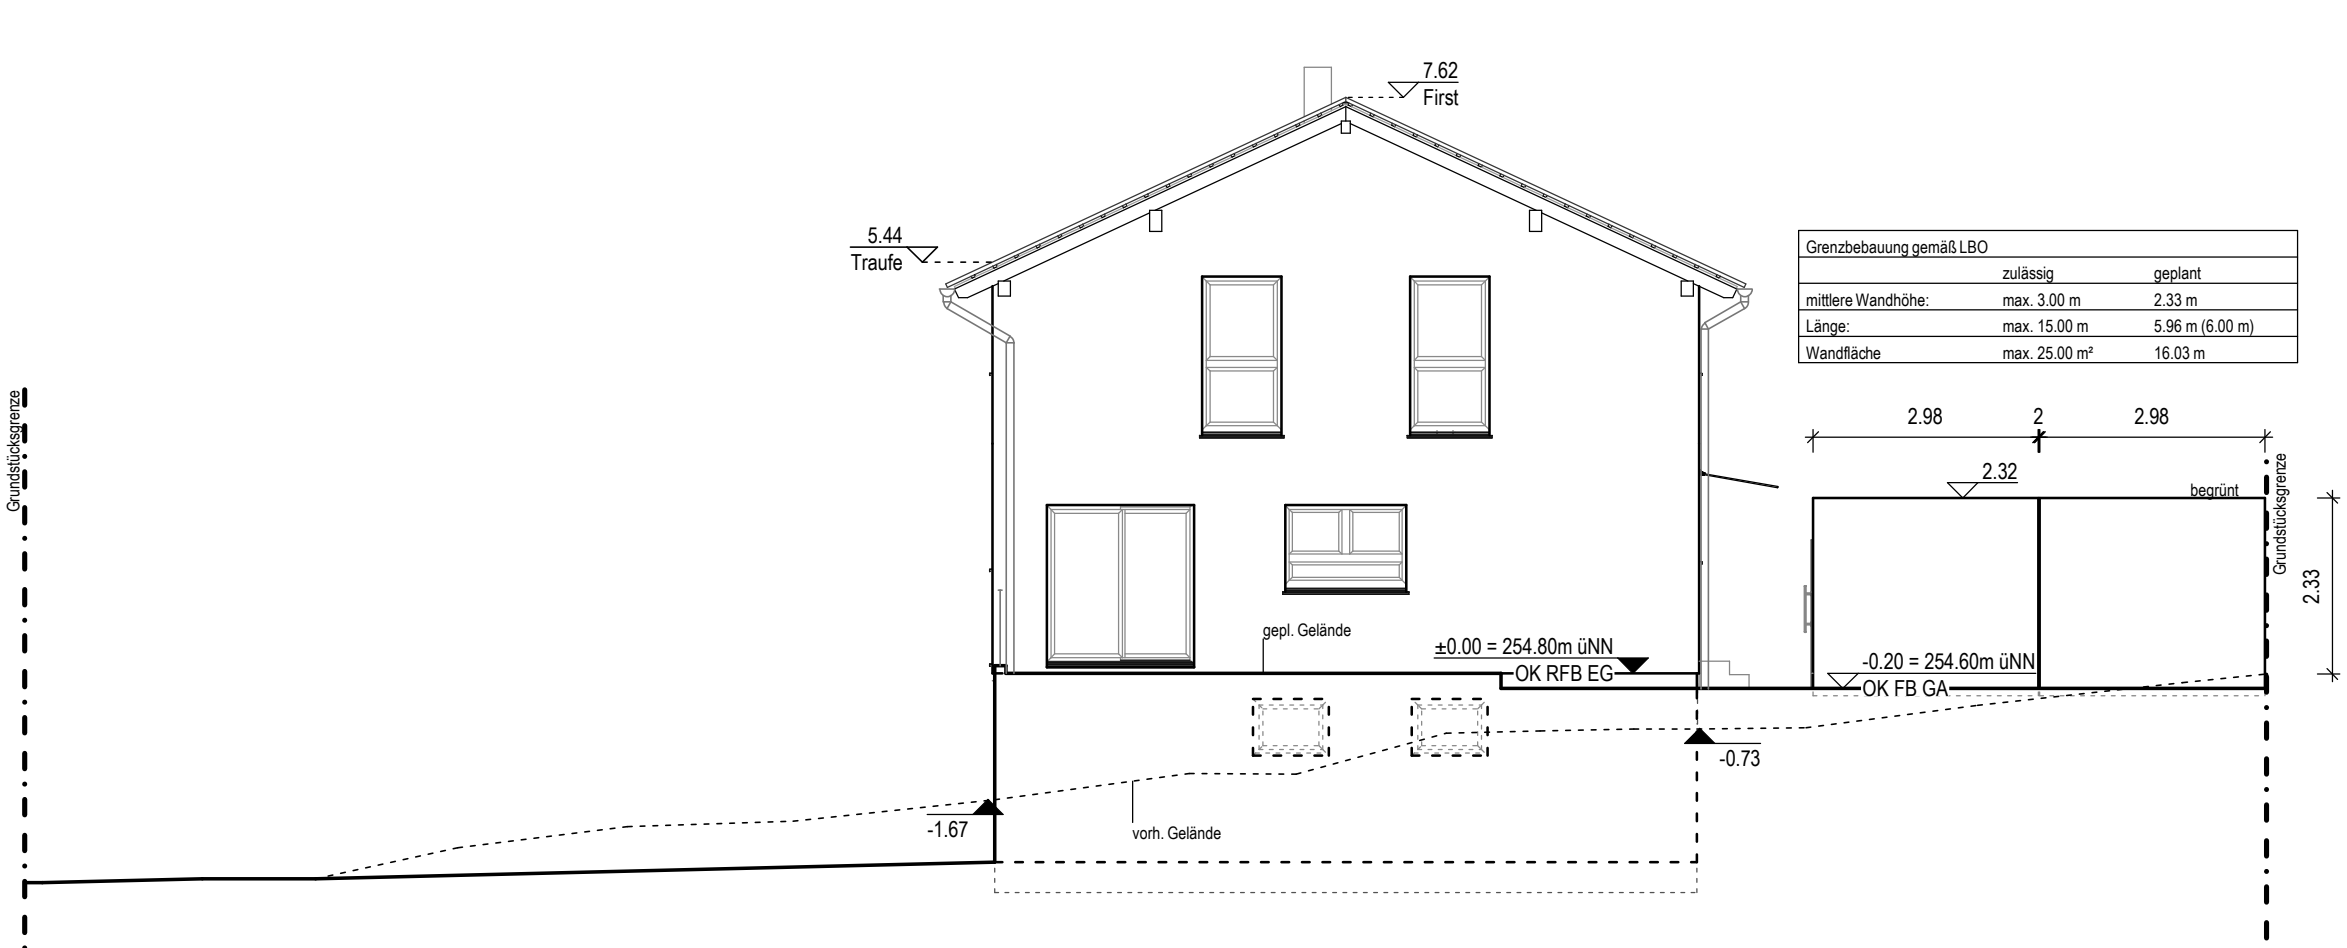 7.62
First
5.44
Traufe
Grenzbebauung gemäß LBO
zulässig geplant
mittlere Wandhöhe: max. 3.00 m 2.33 m
Länge: max. 15.00 m 5.96 m (6.00 m)
Wandfläche max. 25.00 m² 16.03 m
Grundstücksgrenze
2.98 2 2.98
2.32
begrünt
Grundstücksgrenze
2.33
gepl. Gelände
±0.00 = 254.80m üNN
OK RFB EG
-0.20 = 254.60m üNN
OK FB GA
-0.73
-1.67
vorh. Gelände